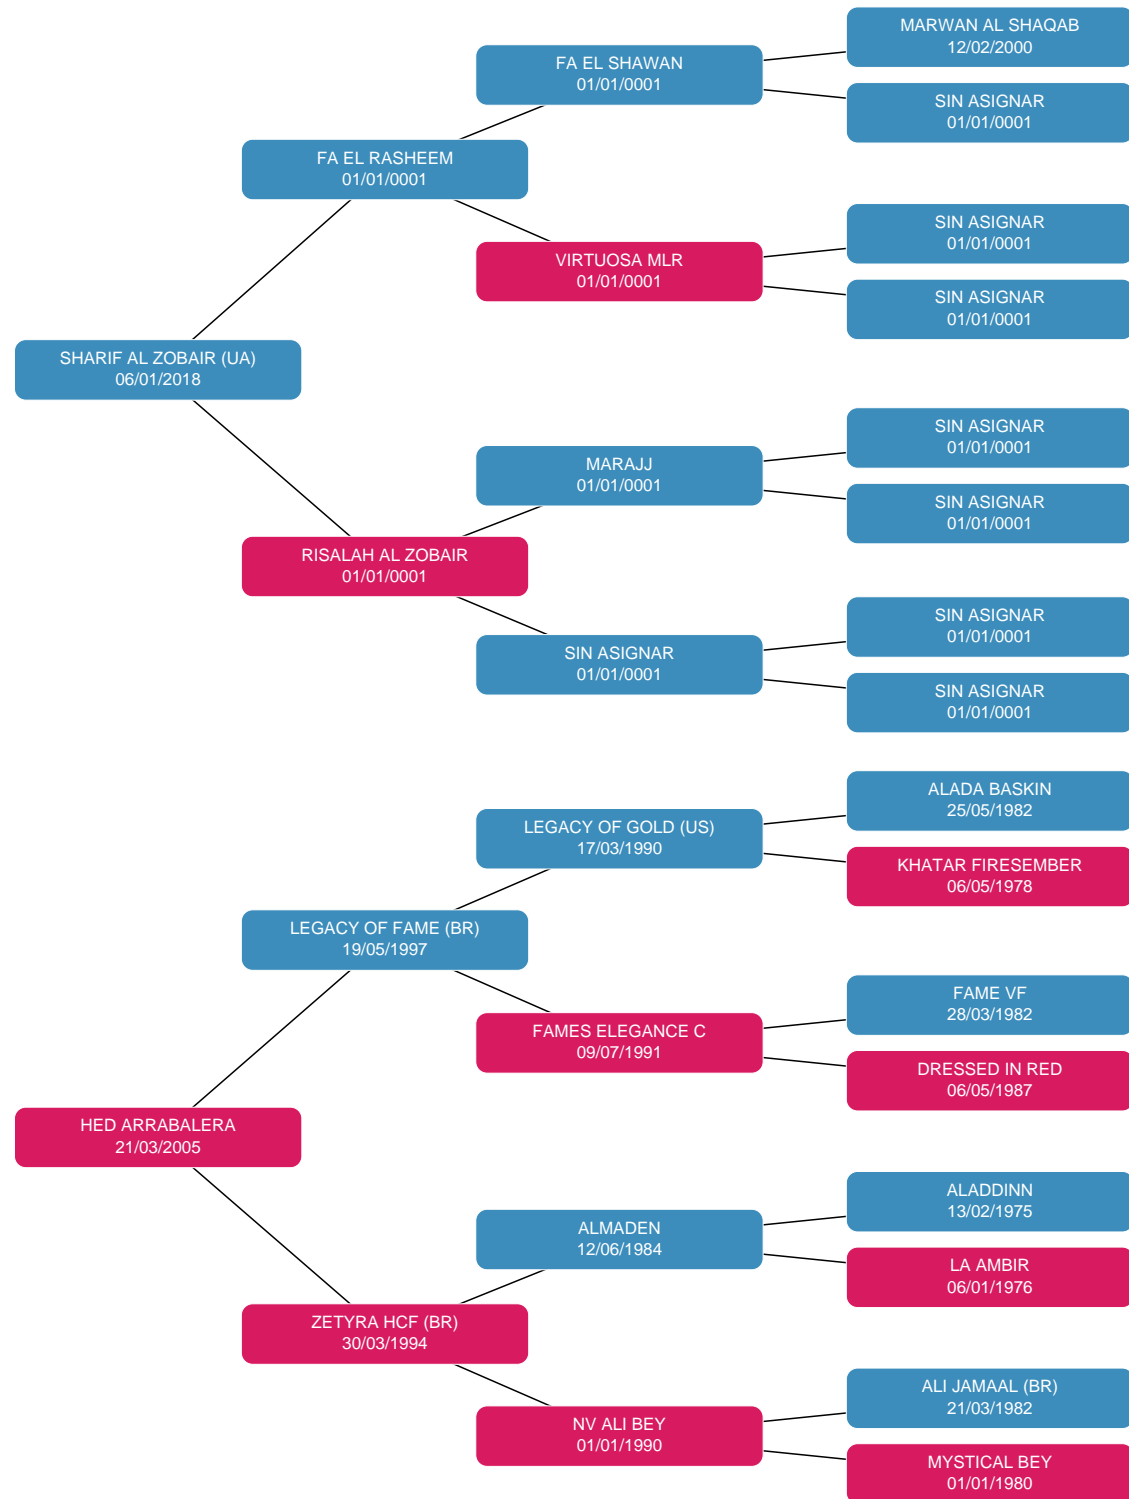 MARWAN AL SHAQAB
12/02/2000
FA EL SHAWAN
01/01/0001
SIN ASIGNAR
01/01/0001
FA EL RASHEEM
01/01/0001
SIN ASIGNAR
01/01/0001
VIRTUOSA MLR
01/01/0001
SIN ASIGNAR
01/01/0001
SHARIF AL ZOBAIR (UA)
06/01/2018
SIN ASIGNAR
01/01/0001
MARAJJ
01/01/0001
SIN ASIGNAR
01/01/0001
RISALAH AL ZOBAIR
01/01/0001
SIN ASIGNAR
01/01/0001
SIN ASIGNAR
01/01/0001
SIN ASIGNAR
01/01/0001
ALADA BASKIN
25/05/1982
LEGACY OF GOLD (US)
17/03/1990
KHATAR FIRESEMBER
06/05/1978
LEGACY OF FAME (BR)
19/05/1997
FAME VF
28/03/1982
FAMES ELEGANCE C
09/07/1991
DRESSED IN RED
06/05/1987
HED ARRABALERA
21/03/2005
ALADDINN
13/02/1975
ALMADEN
12/06/1984
LA AMBIR
06/01/1976
ZETYRA HCF (BR)
30/03/1994
ALI JAMAAL (BR)
21/03/1982
NV ALI BEY
01/01/1990
MYSTICAL BEY
01/01/1980